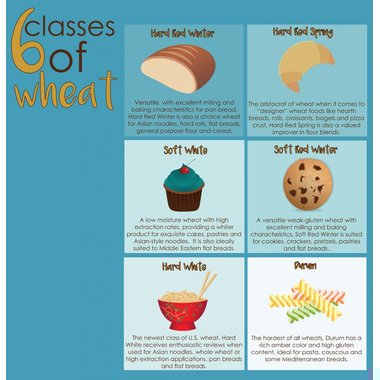 6 classes
of
wheat
Hard Red Winter
Versatile, with excellent milling and
baking characteristics for pan bread.
Hard Red Winter is also a choice wheat
for Asian noodles, hard rolls, flat breads,
general purpose flour and cereal.
Hard Red Spring
The aristocrat of wheat when it comes to
"designer" wheat foods like hearth
breads, rolls, croissants, bagels and pizza
crust, Hard Red Spring is also a valued
improver in flour blends.
Soft White
A low moisture wheat with high
extraction rates, providing a whiter
product for exquisite cakes, pastries and
Asian-style noodles. It is also ideally
suited to Middle Eastern flat breads.
Soft Red Winter
A versatile weak-gluten wheat with
excellent milling and baking
characteristics, Soft Red Winter is suited
for cookies, crackers, pretzels, pastries
and flat breads.
Hard White
The newest class of U.S. wheat, Hard
White receives enthusiastic reviews when
used for Asian noodles, whole wheat or
high extraction applications, pan breads
and flat breads.
Durum
The hardest of all wheats, Durum has a
rich amber color and high gluten
content, ideal for pasta, couscous and
some Mediterranean breads.